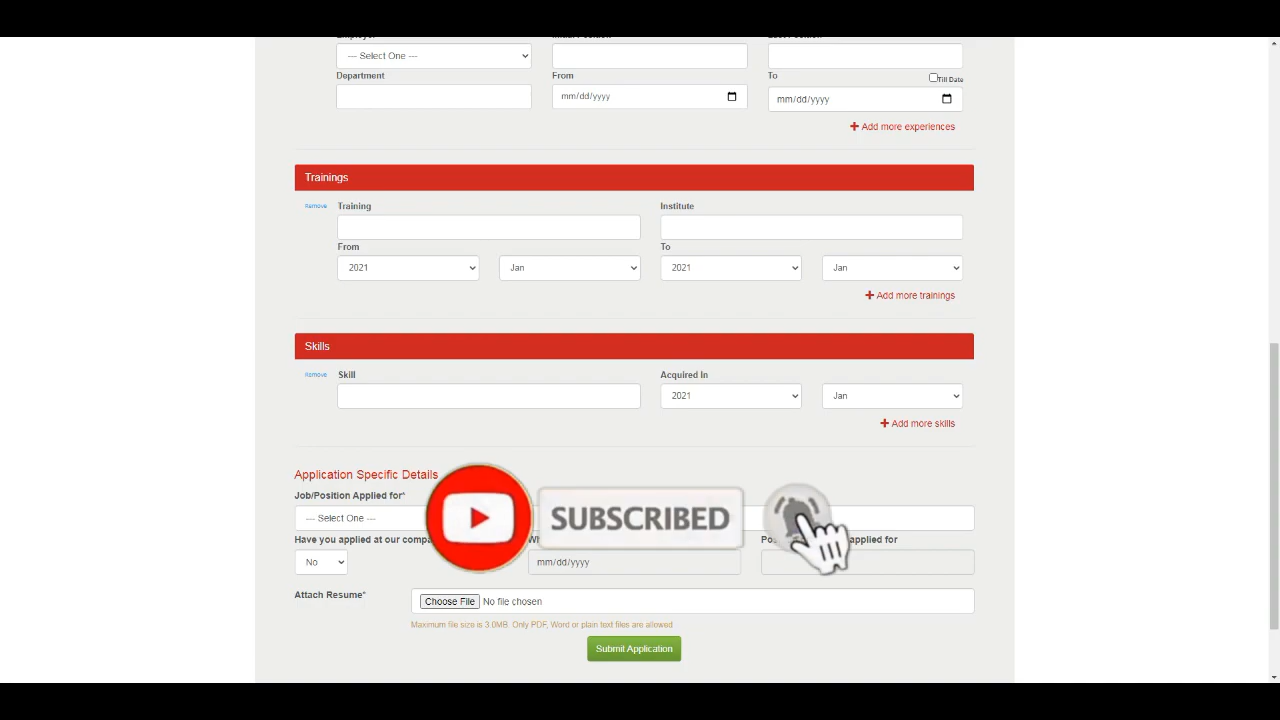 --- Select One ---
Department From To Till Date
mm/dd/yyyy mm/dd/yyyy
+ Add more experiences
Trainings
Remove Training Institute
From To
2021 Jan 2021 Jan
+ Add more trainings
Skills
Remove Skill Acquired In
2021 Jan
+ Add more skills
Application Specific Details
Job/Position Applied for*
--- Select One ---
SUBSCRIBED
Have you applied at our applied for
No mm/dd/yyyy
Attach Resume* Choose File No file chosen
Maximum file size is 3.0MB. Only PDF, Word or plain text files are allowed
Submit Application